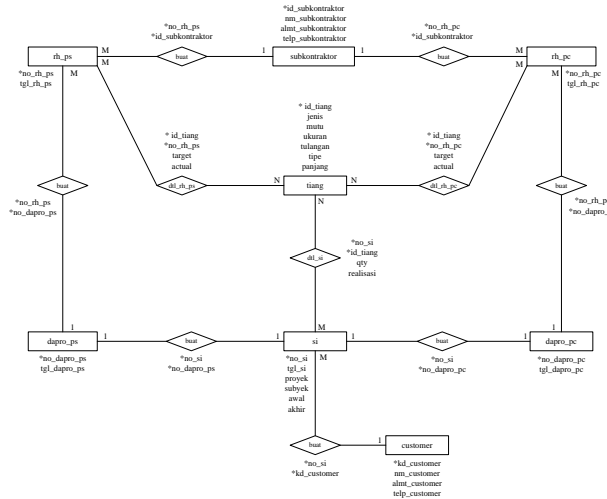 *id_subkontraktor
nm_subkontraktor
almt_subkontraktor
telp_subkontraktor
*no_rh_ps
*id_subkontraktor
*no_rh_pc
*id_subkontraktor
rh_ps
M
buat
1
subkontraktor
1
buat
M
rh_pc
*no_rh_ps
tgl_rh_ps
M
M
M
M
*no_rh_pc
tgl_rh_pc
* id_tiang
jenis
mutu
ukuran
tulangan
tipe
panjang
* id_tiang
*no_rh_ps
target
actual
* id_tiang
*no_rh_pc
target
actual
dtl_rh_ps
N
tiang
N
dtl_rh_pc
N
buat
*no_rh_ps
*no_dapro_ps
buat
*no_rh_p
*no_dapro_
dtl_si
*no_si
*id_tiang
qty
realisasi
1
M
1
dapro_ps
1
buat
1
si
1
buat
1
dapro_pc
*no_dapro_ps
tgl_dapro_ps
*no_si
*no_dapro_ps
*no_si
tgl_si
proyek
subyek
awal
akhir
M
*no_si
*no_dapro_pc
*no_dapro_pc
tgl_dapro_pc
buat
1
customer
*no_si
*kd_customer
*kd_customer
nm_customer
almt_customer
telp_customer